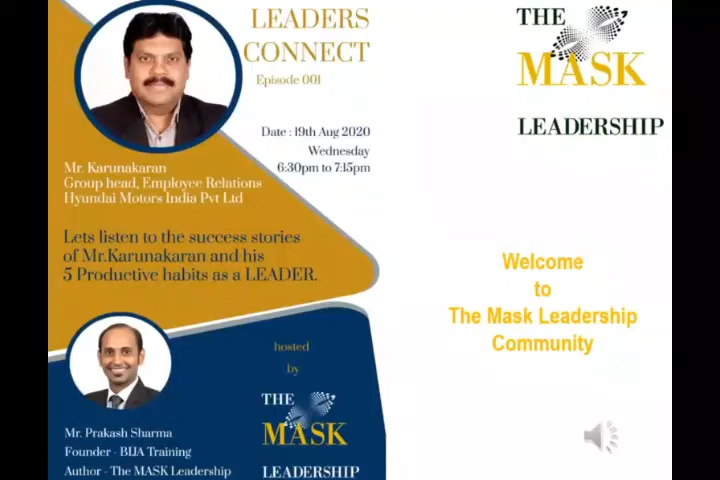 LEADERS
CONNECT
Episode 001
Date : 19th Aug 2020
Wednesday
6:30pm to 7:15pm
Mr. Karunakaran
Group head, Employee Relations
Hyundai Motors India Pvt Ltd
Lets listen to the success stories
of Mr.Karunakaran and his
5 Productive habits as a LEADER.
hosted
by
THE
MASK
LEADERSHIP
Mr. Prakash Sharma
Founder - BIJA Training
Author - The MASK Leadership
THE
MASK
LEADERSHIP
Welcome
to
The Mask Leadership
Community